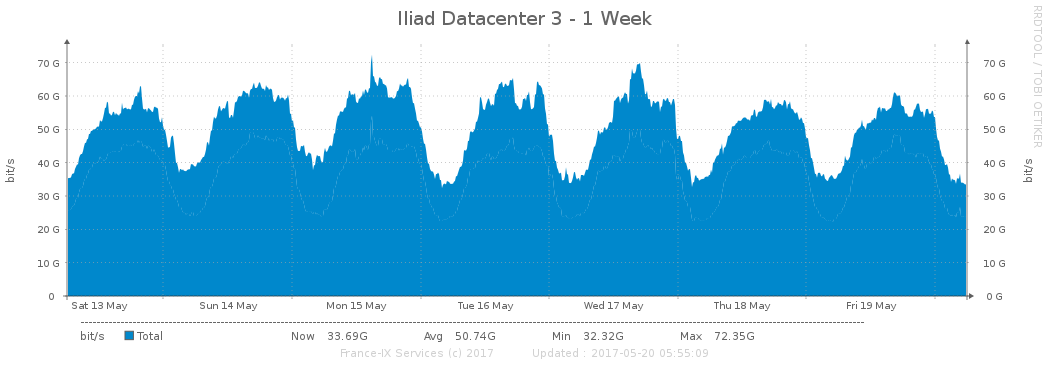 Iliad Datacenter 3 - 1 Week
RRDTOOL / TOBI OETIKER
bit/s
bit/s
70 G 70 G
60 G 60 G
50 G 50 G
40 G 40 G
30 G 30 G
20 G 20 G
10 G 10 G
0 0 G
Sat 13 May Sun 14 May Mon 15 May Tue 16 May Wed 17 May Thu 18 May Fri 19 May
bit/s Total Now 33.69G Avg 50.74G Min 32.32G Max 72.35G
France-IX Services (c) 2017 Updated : 2017-05-20 05:55:09